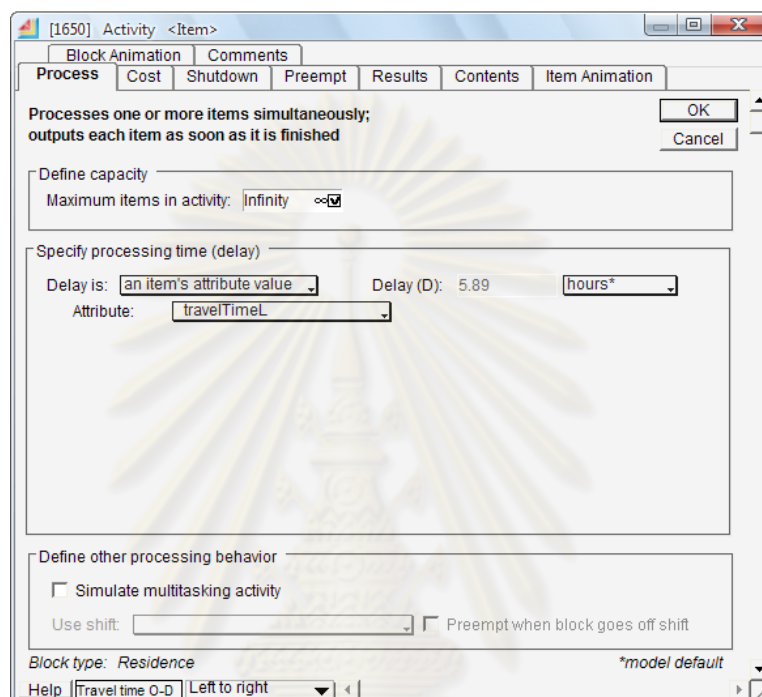 [1650] Activity <Item>
Block Animation Comments
Process Cost Shutdown Preempt Results Contents Item Animation
Processes one or more items simultaneously; OK
outputs each item as soon as it is finished Cancel
Define capacity
Maximum items in activity: Infinity ∞
Specify processing time (delay)
Delay is: an item's attribute value Delay (D): 5.89 hours*
Attribute: travelTimeL
Define other processing behavior
Simulate multitasking activity
Use shift: Preempt when block goes off shift
Block type: Residence *model default
Help Travel time O-D Left to right